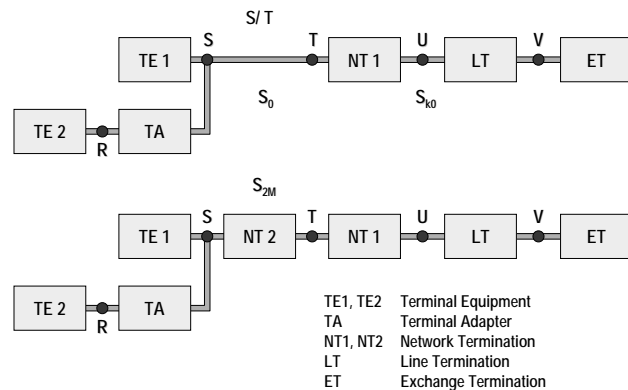 S/ T
S T U V
TE 1 NT 1 LT ET
S0 Sk0
TE 2 TA
R
S2M
S T U V
TE 1 NT 2 NT 1 LT ET
TE 2 TA
R
TE1, TE2 Terminal Equipment
TA Terminal Adapter
NT1, NT2 Network Termination
LT Line Termination
ET Exchange Termination